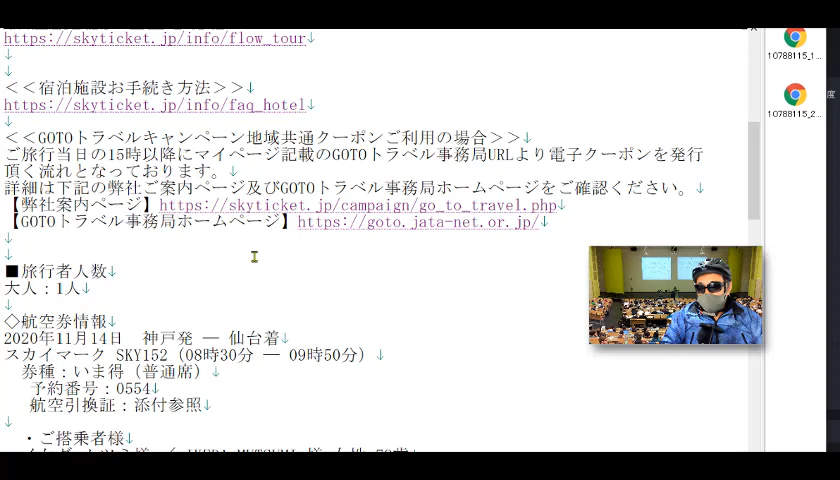 https://skyticket.jp/info/flow_tour↓
↓
↓
＜＜宿泊施設お手続き方法＞＞↓
https://skyticket.jp/info/faq_hotel↓
↓
＜＜GOTOトラベルキャンペーン地域共通クーポンご利用の場合＞＞↓
ご旅行当日の15時以降にマイページ記載のGOTOトラベル事務局URLより電子クーポンを発行
頂く流れとなっております。↓
詳細は下記の弊社ご案内ページ及びGOTOトラベル事務局ホームページをご確認ください。↓
【弊社案内ページ】https://skyticket.jp/campaign/go_to_travel.php↓
【GOTOトラベル事務局ホームページ】https://goto.jata-net.or.jp/↓
↓
↓
■旅行者人数↓
大人：1人↓
↓
◇航空券情報↓
2020年11月14日　神戸発 ― 仙台着↓
スカイマーク SKY152（08時30分 ― 09時50分）↓
券種：いま得（普通席）↓
予約番号：0554↓
航空引換証：添付参照↓
↓
・ご搭乗者様↓
10788115_1...
10788115_2...
度